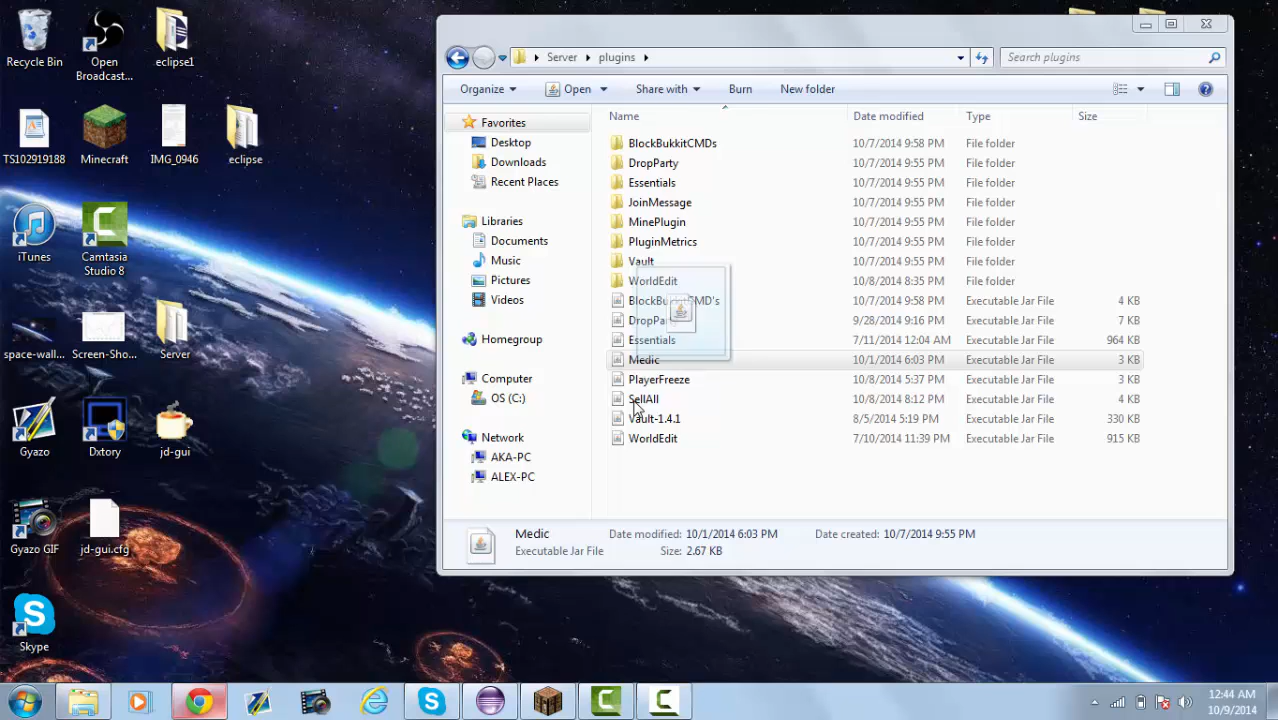 Recycle Bin
Open Broadcast...
eclipse1
TS102919188
Minecraft
IMG_0946
eclipse
iTunes
Camtasia Studio 8
space-wall...
Screen-Sho...
Server
Gyazo
Dxtory
jd-gui
Gyazo GIF
jd-gui.cfg
Skype
Server plugins
Search plugins
Organize Open Share with Burn New folder
Favorites
Desktop
Downloads
Recent Places
Libraries
Documents
Music
Pictures
Videos
Homegroup
Computer
OS (C:)
Network
AKA-PC
ALEX-PC
Name Date modified Type Size
BlockBukkitCMDs 10/7/2014 9:58 PM File folder
DropParty 10/7/2014 9:55 PM File folder
Essentials 10/7/2014 9:55 PM File folder
JoinMessage 10/7/2014 9:55 PM File folder
MinePlugin 10/7/2014 9:55 PM File folder
PluginMetrics 10/7/2014 9:55 PM File folder
Vault 10/7/2014 9:55 PM File folder
WorldEdit 10/8/2014 8:35 PM File folder
10/7/2014 9:58 PM Executable Jar File 4 KB
9/28/2014 9:16 PM Executable Jar File 7 KB
Essentials 7/11/2014 12:04 AM Executable Jar File 964 KB
Medic 10/1/2014 6:03 PM Executable Jar File 3 KB
PlayerFreeze 10/8/2014 5:37 PM Executable Jar File 3 KB
SellAll 10/8/2014 8:12 PM Executable Jar File 4 KB
Vault-1.4.1 8/5/2014 5:19 PM Executable Jar File 330 KB
WorldEdit 7/10/2014 11:39 PM Executable Jar File 915 KB
Medic Date modified: 10/1/2014 6:03 PM Date created: 10/7/2014 9:55 PM
Executable Jar File Size: 2.67 KB
12:44 AM
10/9/2014